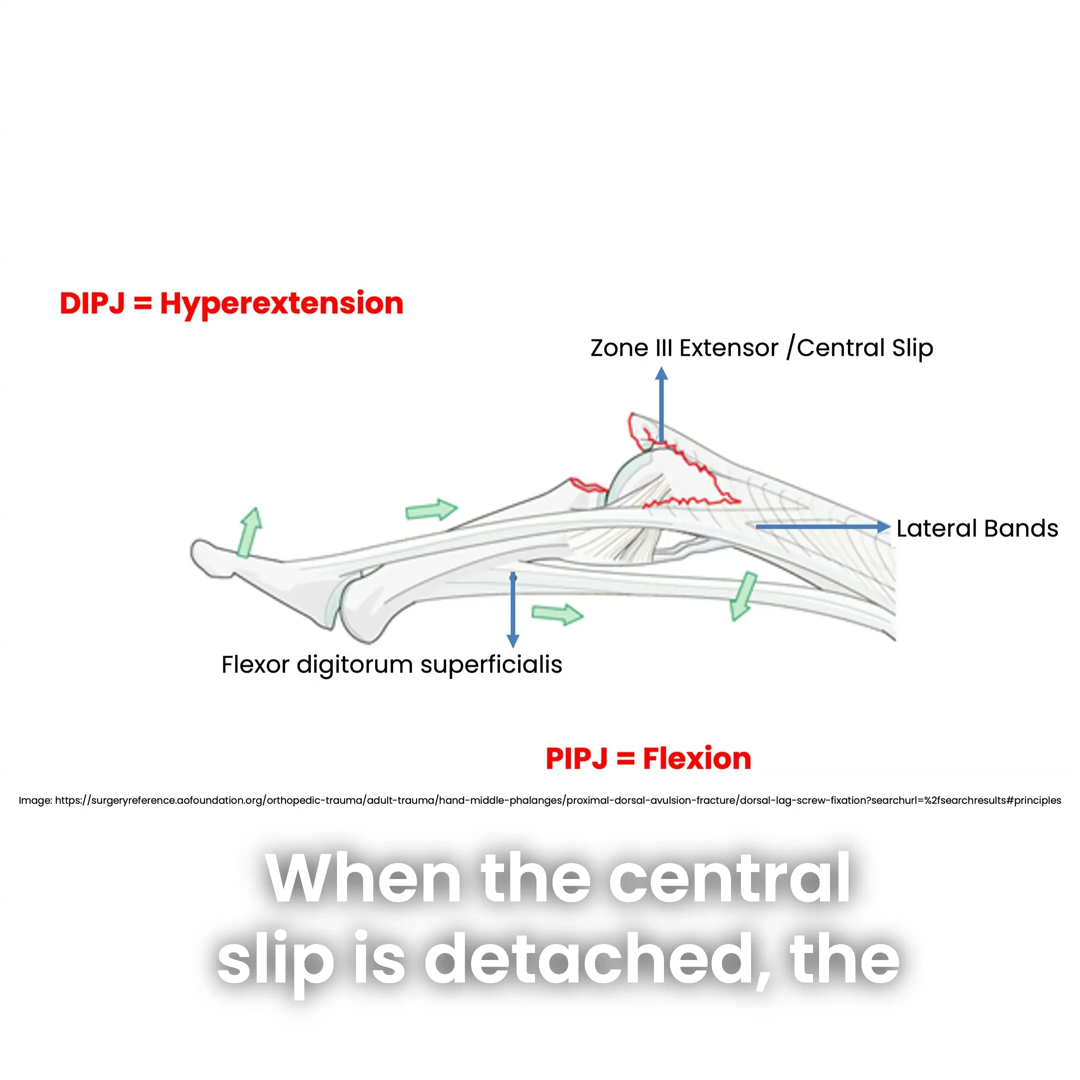 DIPJ = Hyperextension
Zone III Extensor /Central Slip
Lateral Bands
Flexor digitorum superficialis
PIPJ = Flexion
Image: https://surgeryreference.aofoundation.org/orthopedic-trauma/adult-trauma/hand-middle-phalanges/proximal-dorsal-avulsion-fracture/dorsal-lag-screw-fixation?searchurl=%2fsearchresults#principles
When the central
slip is detached, the